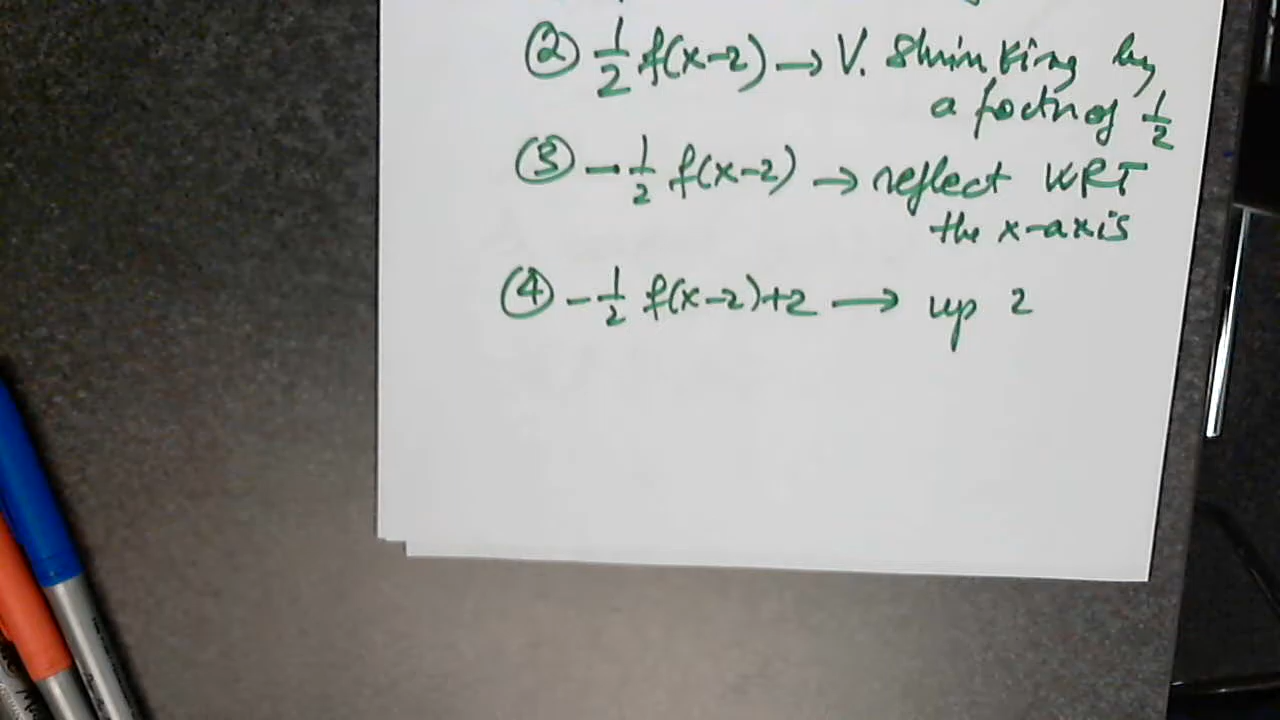 ② 1/2 f(x-2) → V. Shrinking by
a factor of 1/2
③ -1/2 f(x-2) → reflect WRT
the x-axis
④ -1/2 f(x-2)+2 → up 2